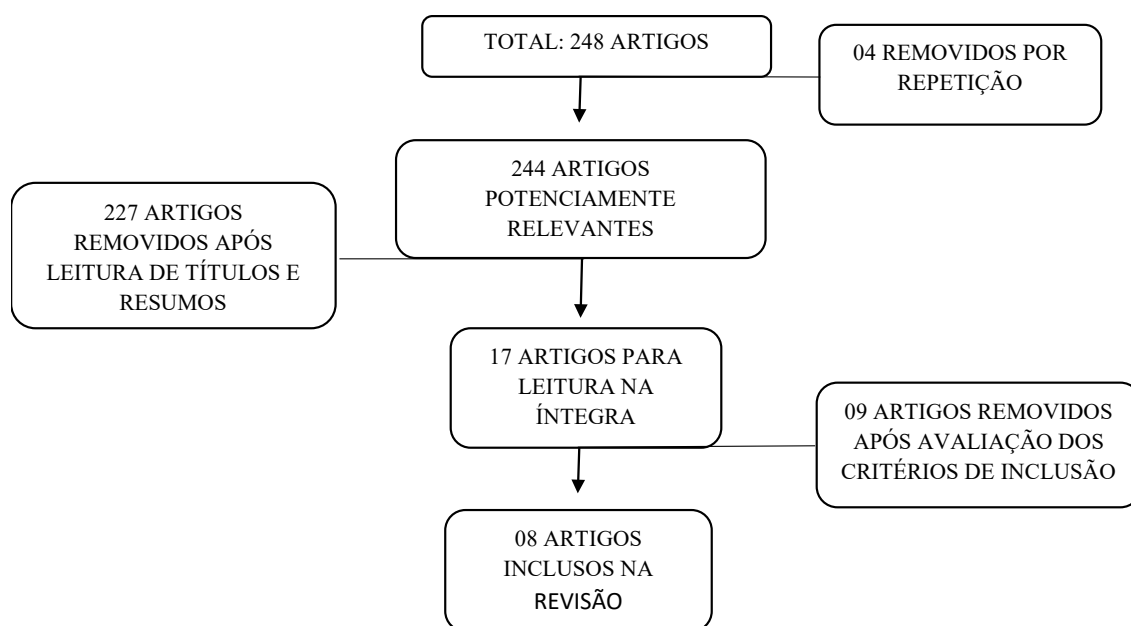 TOTAL: 248 ARTIGOS
04 REMOVIDOS POR
REPETIÇÃO
244 ARTIGOS
POTENCIAMENTE
RELEVANTES
227 ARTIGOS
REMOVIDOS APÓS
LEITURA DE TÍTULOS E
RESUMOS
17 ARTIGOS PARA
LEITURA NA
ÍNTEGRA
09 ARTIGOS REMOVIDOS
APÓS AVALIAÇÃO DOS
CRITÉRIOS DE INCLUSÃO
08 ARTIGOS
INCLUSOS NA
REVISÃO